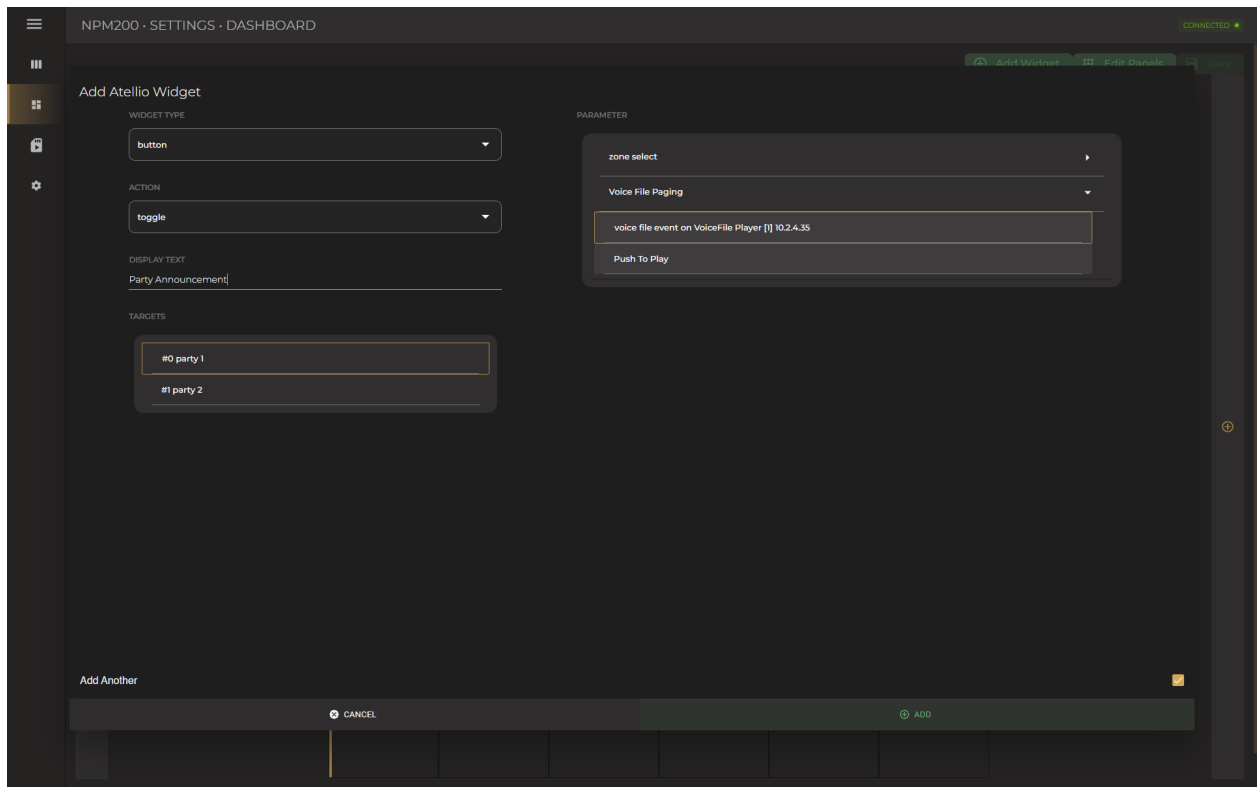 NPM200 · SETTINGS · DASHBOARD
CONNECTED
Add Widget
Edit Panels
save
Add Atellio Widget
WIDGET TYPE
button
ACTION
toggle
DISPLAY TEXT
Party Announcement
TARGETS
#0 party 1
#1 party 2
PARAMETER
zone select
Voice File Paging
voice file event on VoiceFile Player [1] 10.2.4.35
Push To Play
Add Another
CANCEL
ADD